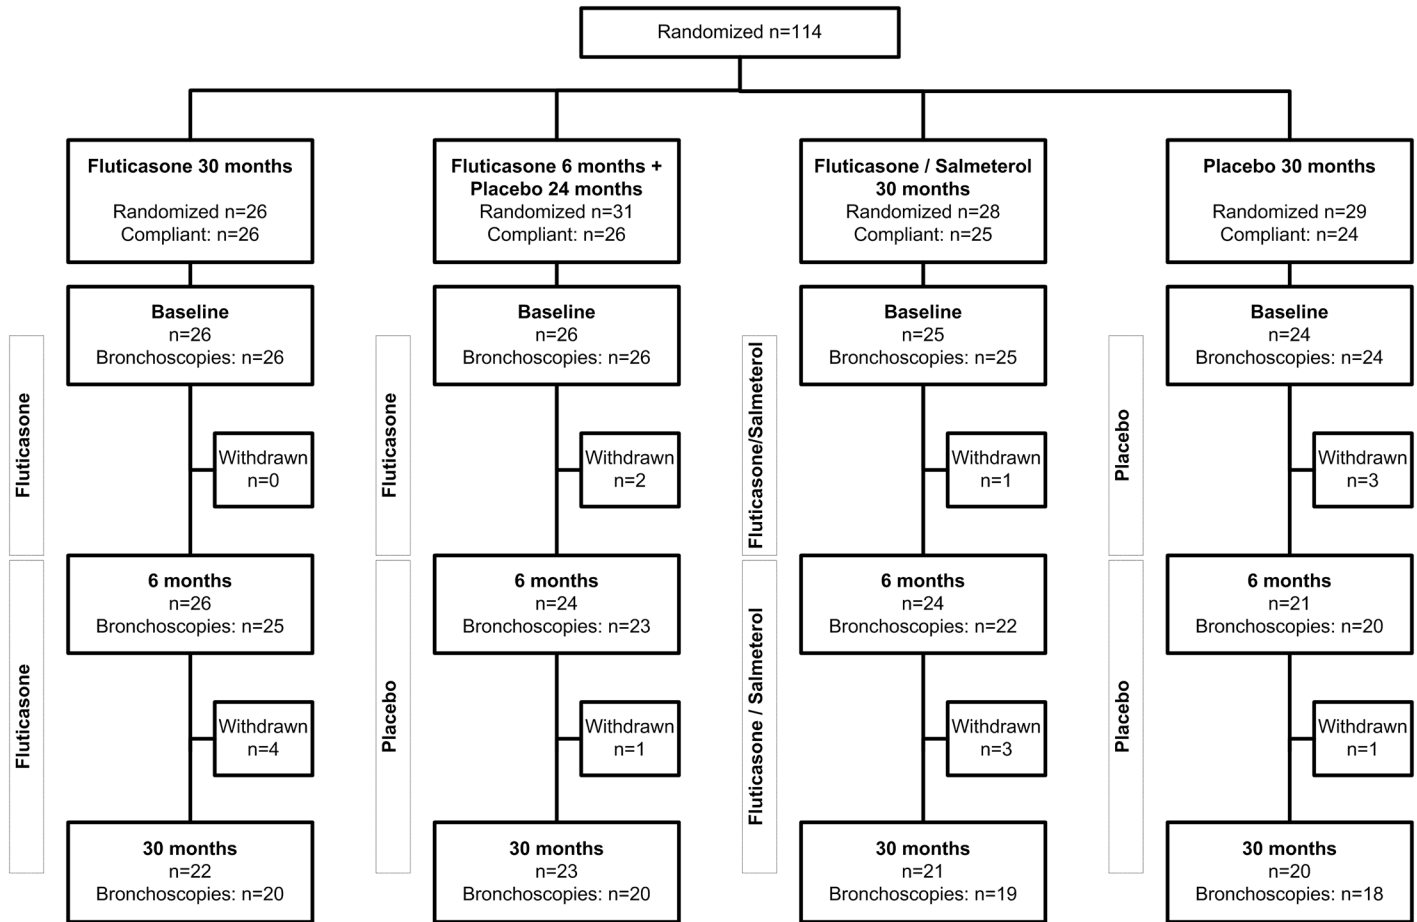 Randomized n=114
Fluticasone 30 months
Randomized n=26
Compliant: n=26
Fluticasone 6 months +
Placebo 24 months
Randomized n=31
Compliant: n=26
Fluticasone / Salmeterol
30 months
Randomized n=28
Compliant: n=25
Placebo 30 months
Randomized n=29
Compliant: n=24
Baseline
n=26
Bronchoscopies: n=26
Baseline
n=26
Bronchoscopies: n=26
Baseline
n=25
Bronchoscopies: n=25
Baseline
n=24
Bronchoscopies: n=24
Fluticasone
Withdrawn
n=0
Fluticasone
Withdrawn
n=2
Fluticasone/Salmeterol
Withdrawn
n=1
Placebo
Withdrawn
n=3
6 months
n=26
Bronchoscopies: n=25
6 months
n=24
Bronchoscopies: n=23
6 months
n=24
Bronchoscopies: n=22
6 months
n=21
Bronchoscopies: n=20
Fluticasone
Withdrawn
n=4
Placebo
Withdrawn
n=1
Fluticasone / Salmeterol
Withdrawn
n=3
Placebo
Withdrawn
n=1
30 months
n=22
Bronchoscopies: n=20
30 months
n=23
Bronchoscopies: n=20
30 months
n=21
Bronchoscopies: n=19
30 months
n=20
Bronchoscopies: n=18